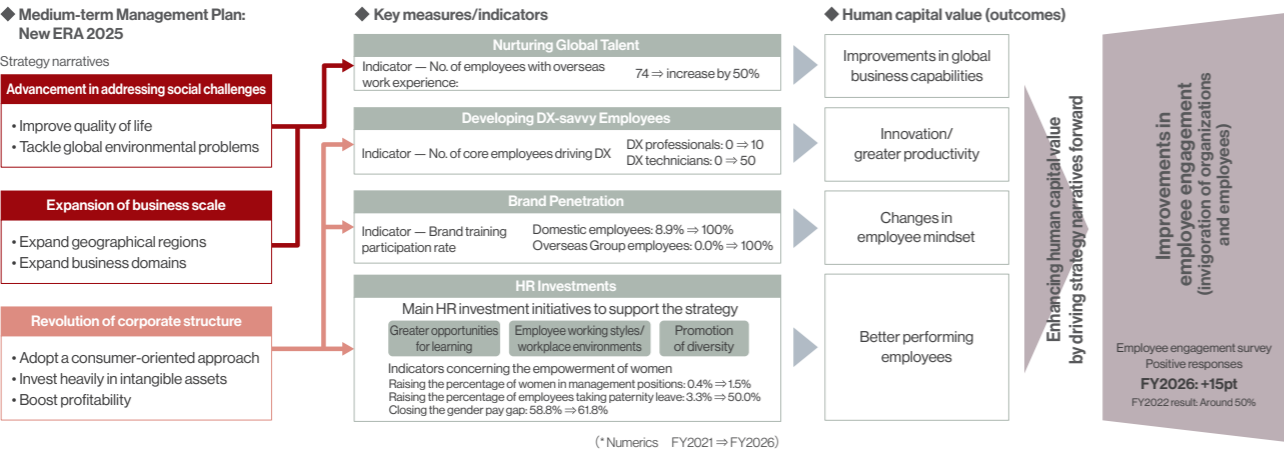 ◆ Medium-term Management Plan:
New ERA 2025
Strategy narratives
Advancement in addressing social challenges
• Improve quality of life
• Tackle global environmental problems
Expansion of business scale
• Expand geographical regions
• Expand business domains
Revolution of corporate structure
• Adopt a consumer-oriented approach
• Invest heavily in intangible assets
• Boost profitability
◆ Key measures/indicators
Nurturing Global Talent
Indicator — No. of employees with overseas
work experience:
74 ⇒ increase by 50%
Developing DX-savvy Employees
Indicator — No. of core employees driving DX
DX professionals: 0 ⇒ 10
DX technicians: 0 ⇒ 50
Brand Penetration
Indicator — Brand training
participation rate
Domestic employees: 8.9% ⇒ 100%
Overseas Group employees: 0.0% ⇒ 100%
HR Investments
Main HR investment initiatives to support the strategy
Greater opportunities
for learning
Employee working styles/
workplace environments
Promotion
of diversity
Indicators concerning the empowerment of women
Raising the percentage of women in management positions: 0.4% ⇒ 1.5%
Raising the percentage of employees taking paternity leave: 3.3% ⇒ 50.0%
Closing the gender pay gap: 58.8% ⇒ 61.8%
(* Numerics FY2021 ⇒ FY2026)
◆ Human capital value (outcomes)
Improvements in global
business capabilities
Innovation/
greater productivity
Changes in
employee mindset
Better performing
employees
Enhancing human capital value
by driving strategy narratives forward
Improvements in
employee engagement
(invigoration of organizations
and employees)
Employee engagement survey
Positive responses
FY2026: +15pt
FY2022 result: Around 50%